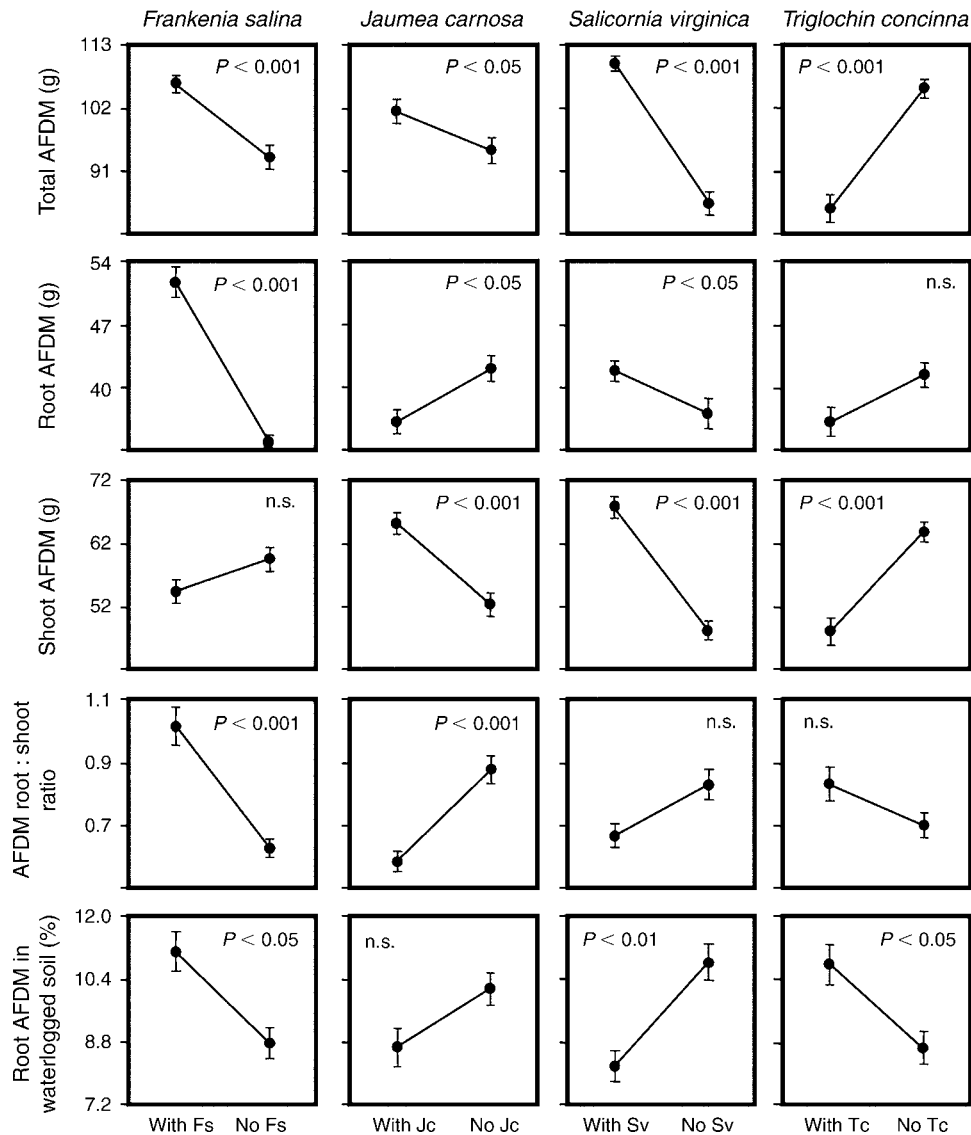 Frankenia salina Jaumea carnosa Salicornia virginica Triglochin concinna
Total AFDM (g)
113
102
91
P < 0.001
P < 0.05
P < 0.001
P < 0.001
Root AFDM (g)
54
47
40
P < 0.001
P < 0.05
P < 0.05
n.s.
Shoot AFDM (g)
72
62
52
n.s.
P < 0.001
P < 0.001
P < 0.001
AFDM root : shoot
ratio
1.1
0.9
0.7
P < 0.001
P < 0.001
n.s.
n.s.
Root AFDM in
waterlogged soil (%)
12.0
10.4
8.8
7.2
P < 0.05
n.s.
P < 0.01
P < 0.05
With Fs No Fs With Jc No Jc With Sv No Sv With Tc No Tc